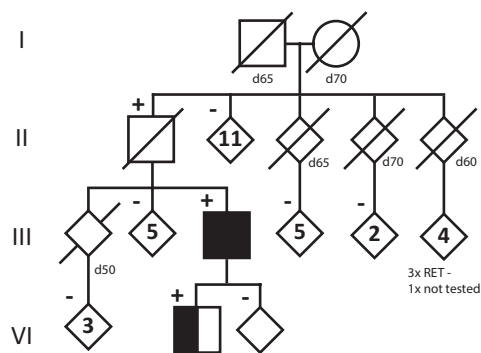 I
d65 d70
+ -
II 11
d65 d70 d60
- + - -
III 5 5 2 4
d50
3x RET -
1x not tested
- + -
VI 3